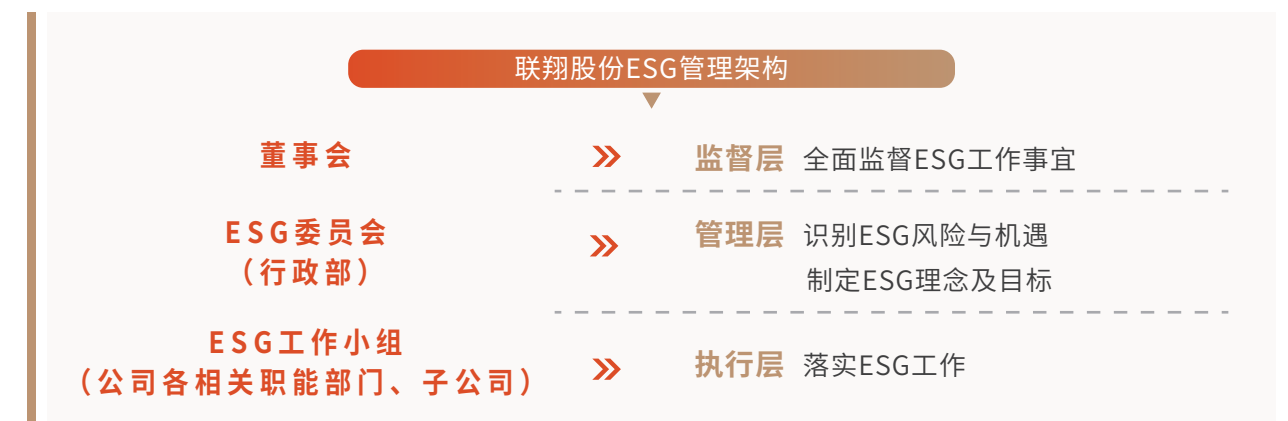 联翔股份ESG管理架构
董事会
监督层 全面监督ESG工作事宜
ESG委员会
（行政部）
管理层 识别ESG风险与机遇
制定ESG理念及目标
ESG工作小组
（公司各相关职能部门、子公司）
执行层 落实ESG工作